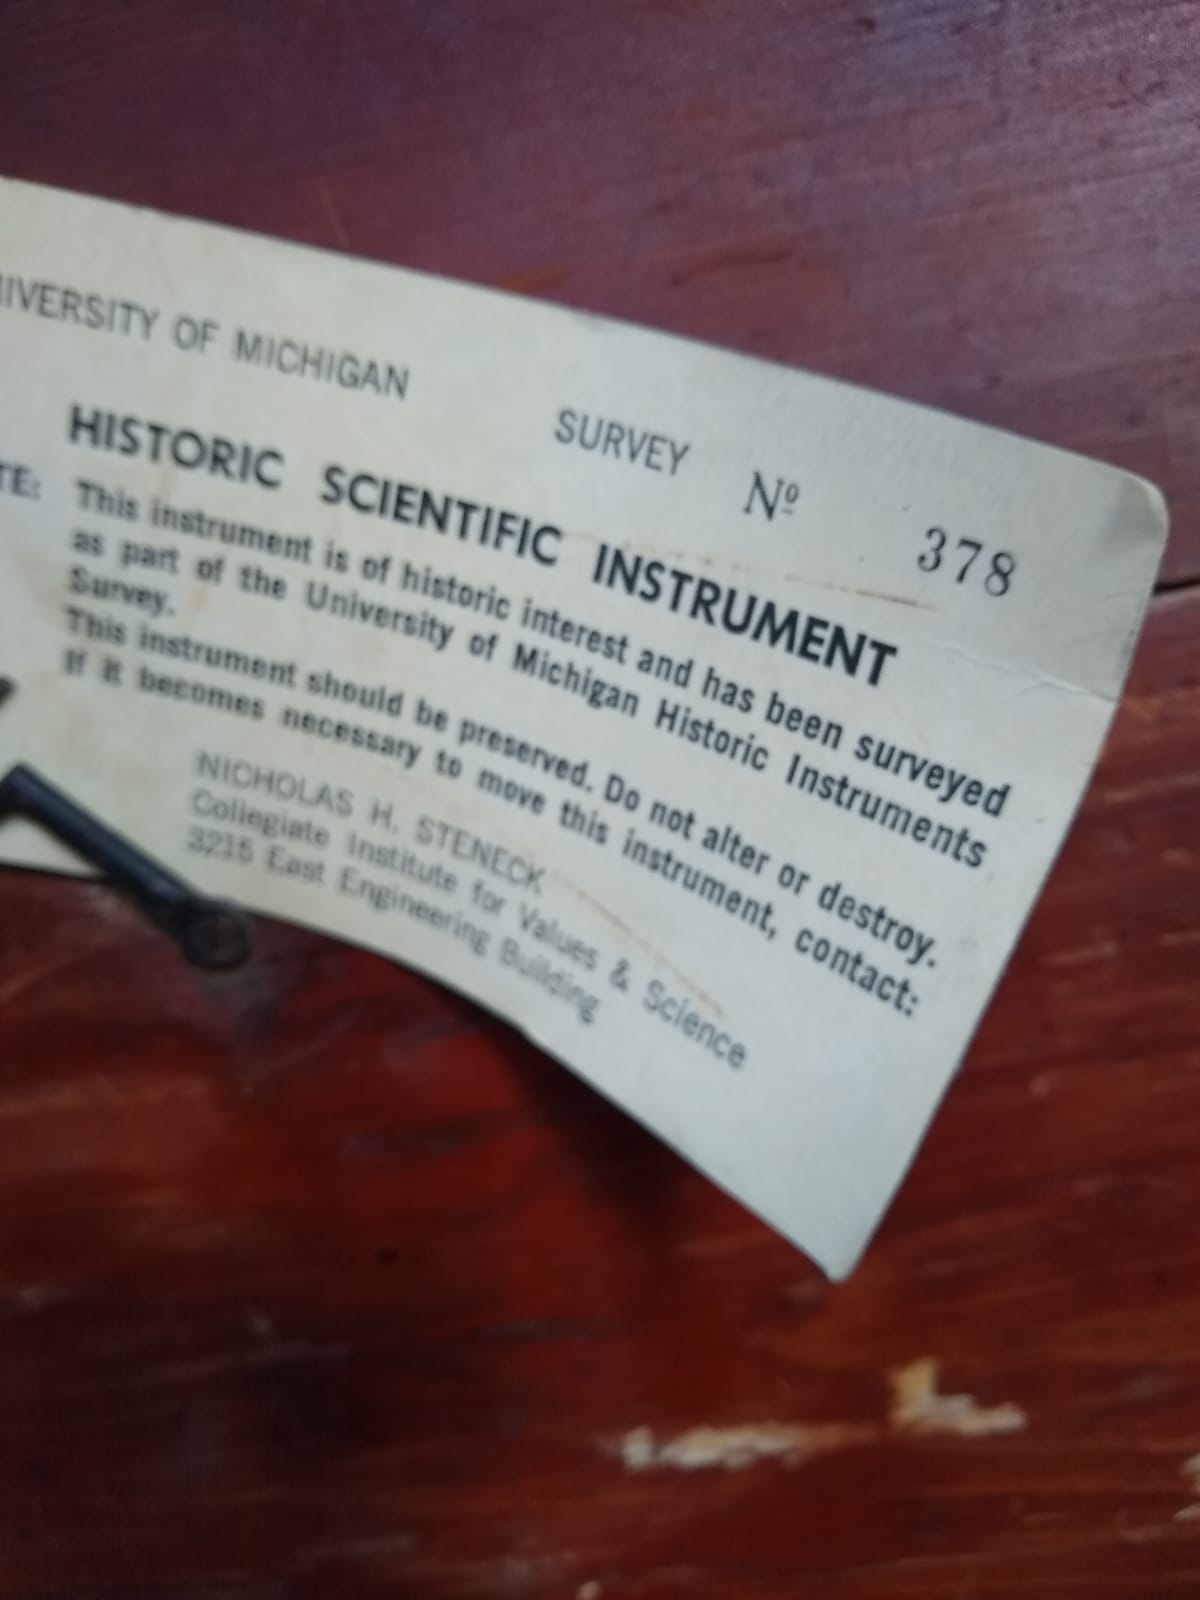 NIVERSITY OF MICHIGAN
SURVEY Nº 378
HISTORIC SCIENTIFIC INSTRUMENT
TE: This instrument is of historic interest and has been surveyed
as part of the University of Michigan Historic Instruments
Survey.
This instrument should be preserved. Do not alter or destroy.
If it becomes necessary to move this instrument, contact:
NICHOLAS H. STENECK
Collegiate Institute for Values & Science
3215 East Engineering Building